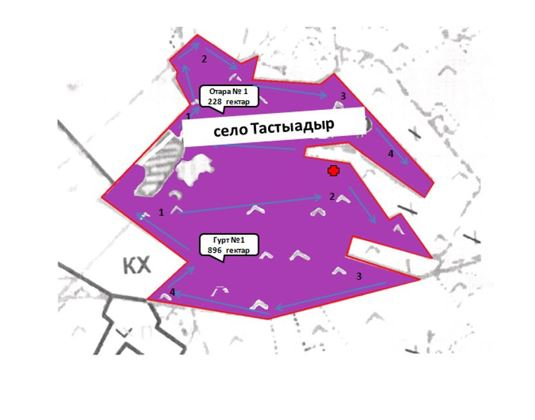 2
Отара № 1
228 гектар
3
1
село Тастыадыр
4
2
1
Гурт №1
896 гектар
КХ
3
4